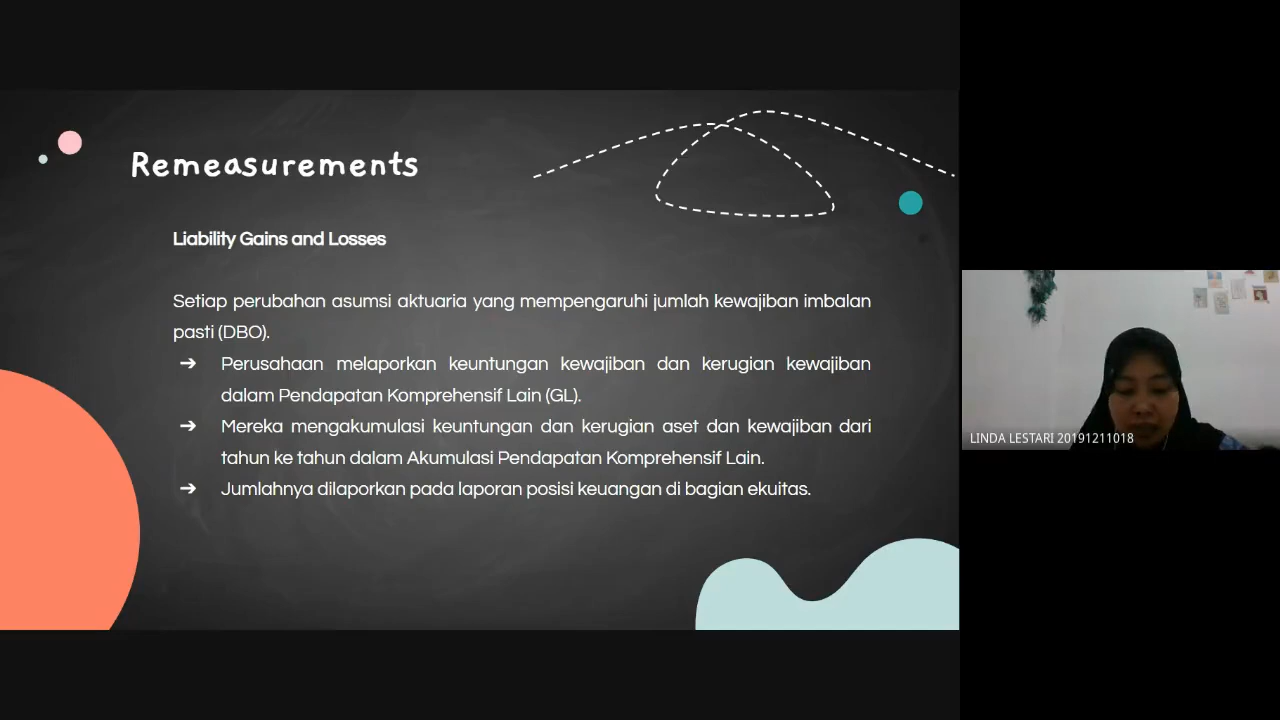 Remeasurements
Liability Gains and Losses
Setiap perubahan asumsi aktuaria yang mempengaruhi jumlah kewajiban imbalan
pasti (DBO).
➔ Perusahaan melaporkan keuntungan kewajiban dan kerugian kewajiban
dalam Pendapatan Komprehensif Lain (GL).
➔ Mereka mengakumulasi keuntungan dan kerugian aset dan kewajiban dari
tahun ke tahun dalam Akumulasi Pendapatan Komprehensif Lain.
➔ Jumlahnya dilaporkan pada laporan posisi keuangan di bagian ekuitas.
LINDA LESTARI 20191211018